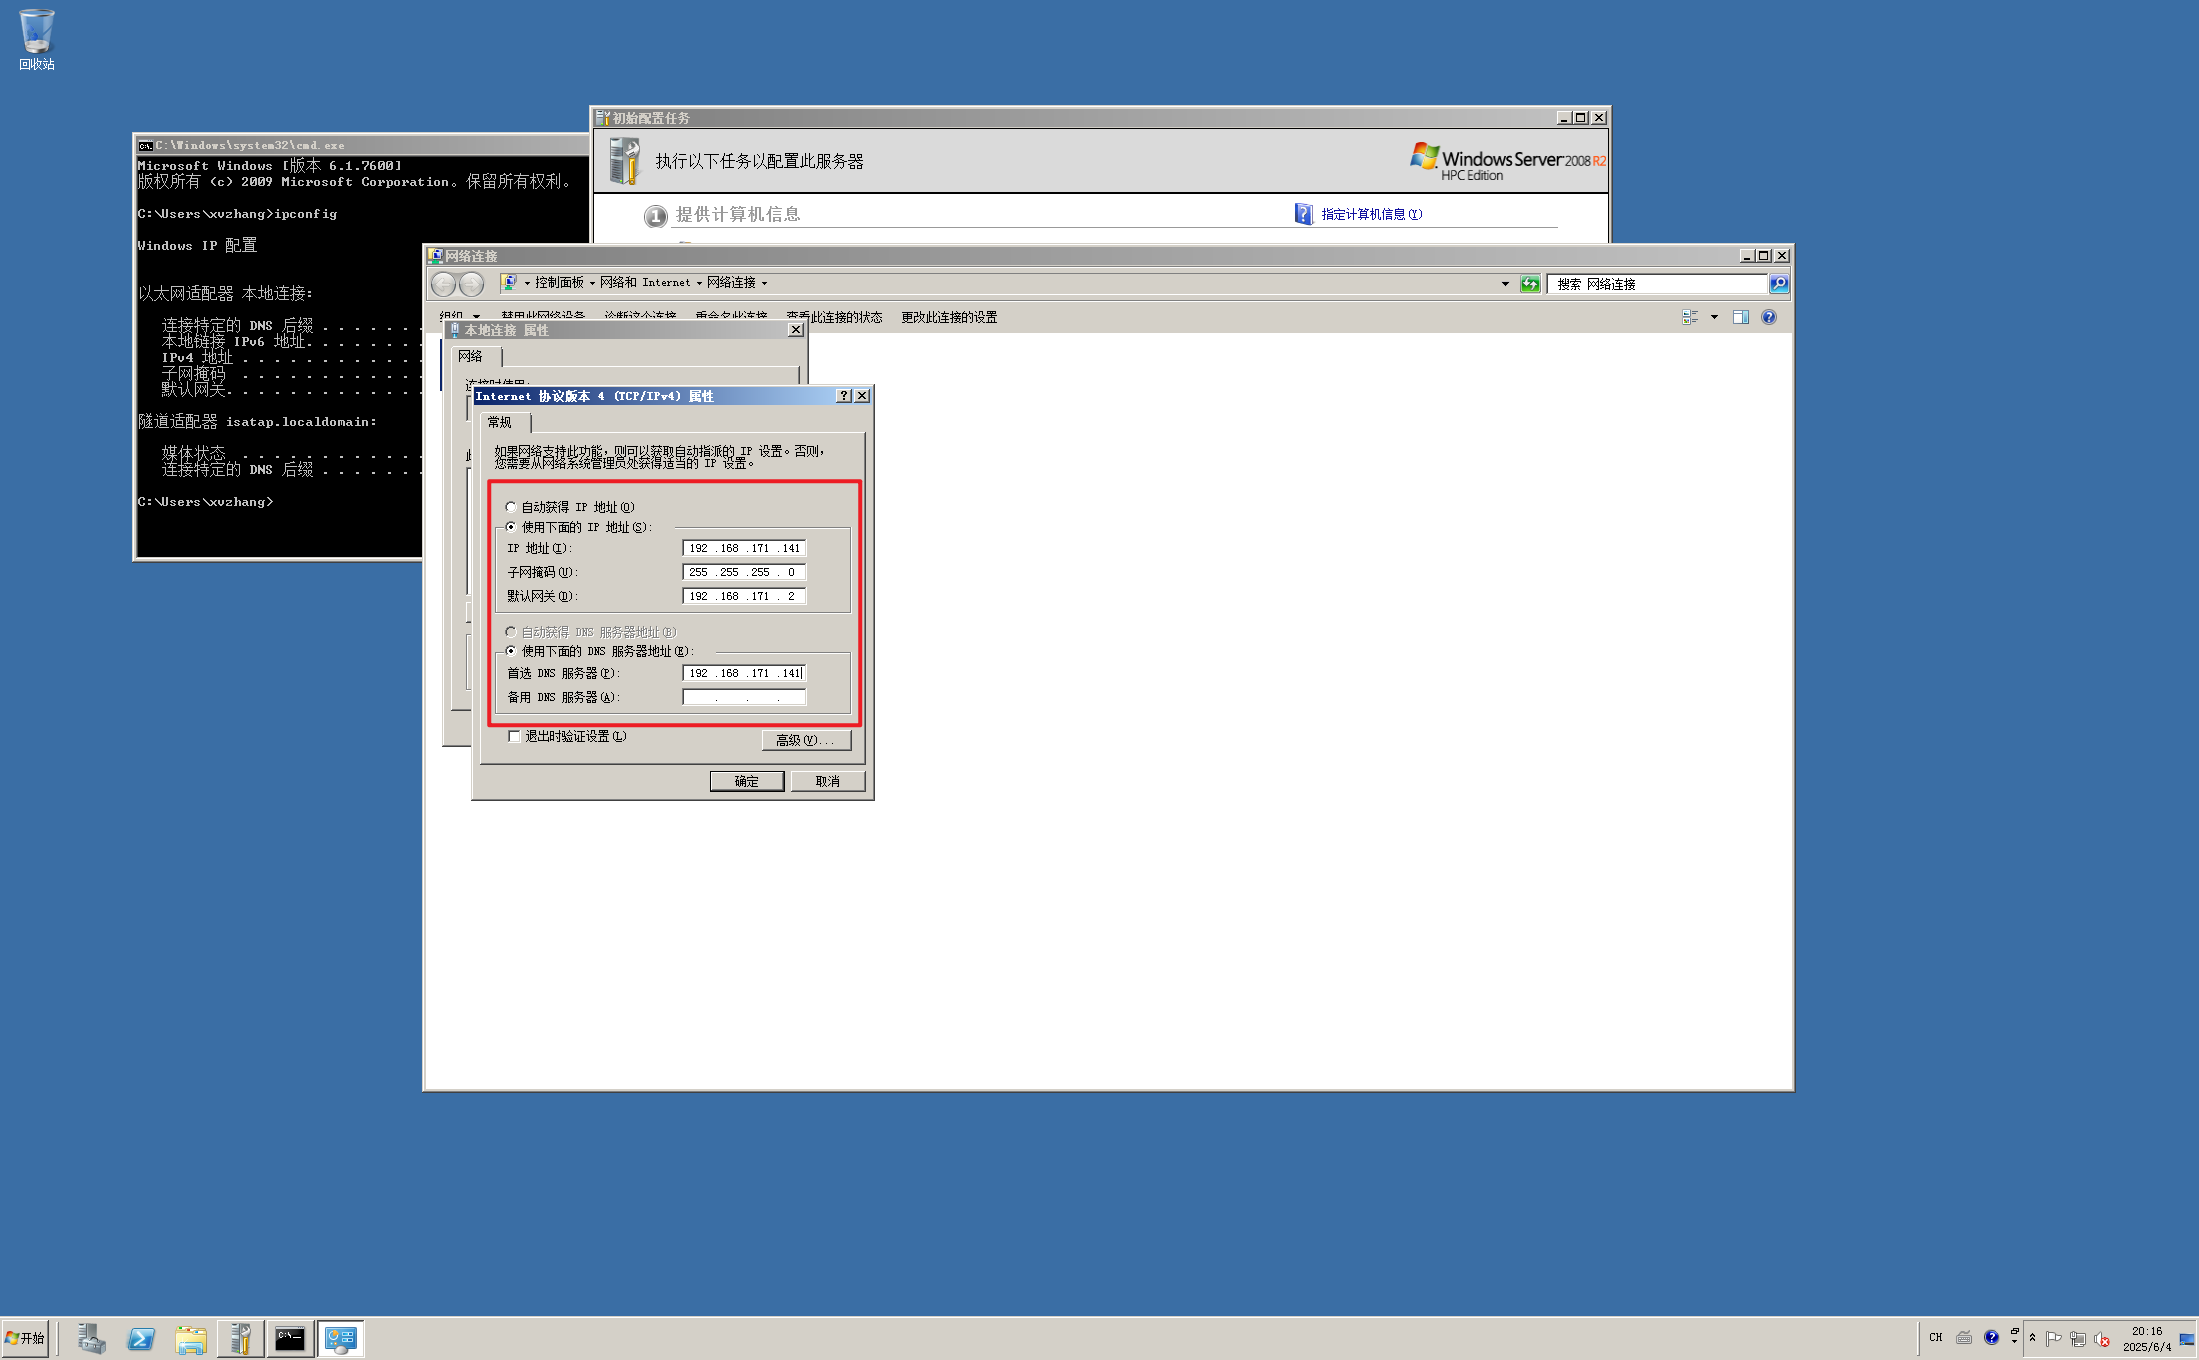 回收站
C:\Windows\system32\cmd.exe
Microsoft Windows [版本 6.1.7600]
版权所有 (c) 2009 Microsoft Corporation。保留所有权利。
C:\Users\xvzhang>ipconfig
Windows IP 配置
以太网适配器 本地连接:
连接特定的 DNS 后缀 . . . . . . .
本地链接 IPv6 地址. . . . . . . .
IPv4 地址 . . . . . . . . . . . .
子网掩码 . . . . . . . . . . . .
默认网关. . . . . . . . . . . . .
隧道适配器 isatap.localdomain:
媒体状态 . . . . . . . . . . . .
连接特定的 DNS 后缀 . . . . . . .
C:\Users\xvzhang>
初始配置任务
执行以下任务以配置此服务器
Windows Server 2008 R2
HPC Edition
1 提供计算机信息
指定计算机信息(Y)
网络连接
控制面板 网络和 Internet 网络连接
搜索 网络连接
组织 禁用此网络设备 诊断这个连接 重命名此连接 查看此连接的状态 更改此连接的设置
本地连接 属性
网络
连接时使用:
Internet 协议版本 4 (TCP/IPv4) 属性
常规
如果网络支持此功能，则可以获取自动指派的 IP 设置。否则，
您需要从网络系统管理员处获得适当的 IP 设置。
自动获得 IP 地址(O)
使用下面的 IP 地址(S):
IP 地址(I): 192 .168 .171 .141
子网掩码(U): 255 .255 .255 . 0
默认网关(D): 192 .168 .171 . 2
自动获得 DNS 服务器地址(B)
使用下面的 DNS 服务器地址(E):
首选 DNS 服务器(P): 192 .168 .171 .141
备用 DNS 服务器(A): . . .
退出时验证设置(L)
高级(V)...
确定 取消
开始
CH
20:16
2025/6/4